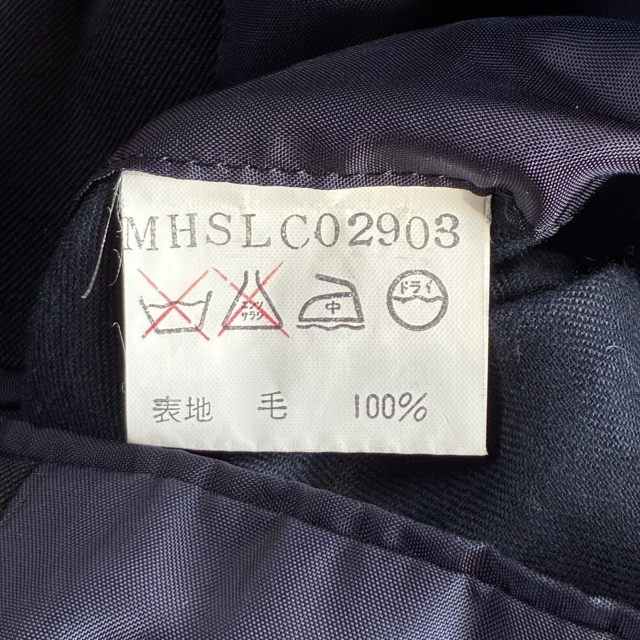 MHSLC02903
エンソ
サラシ
中
ドライ
表地 毛 100%